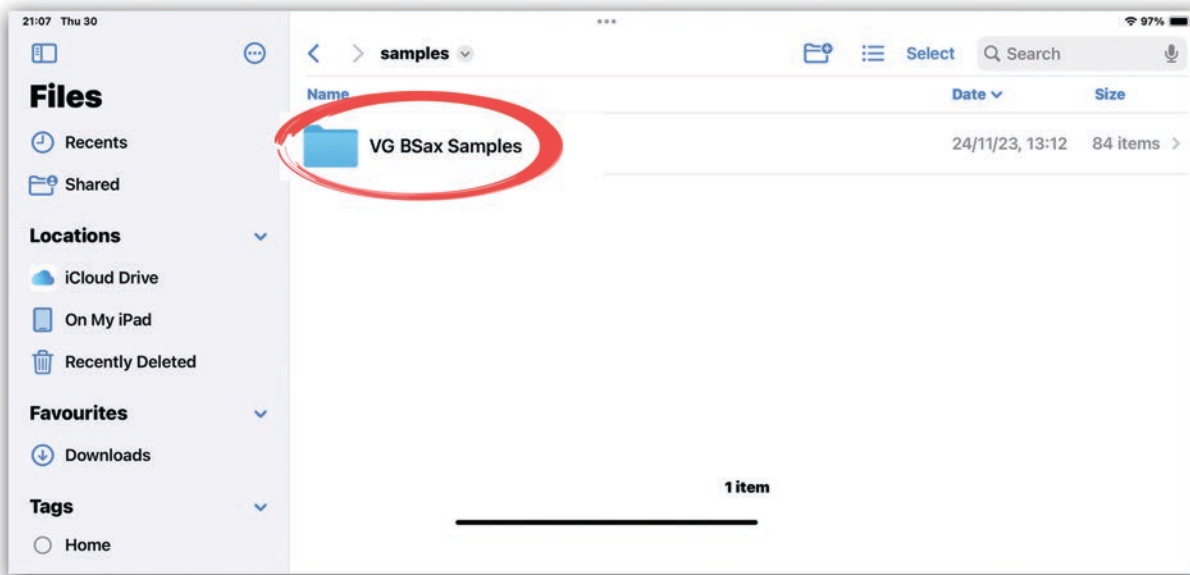 21:07 Thu 30
97%
Files
Recents
Shared
Locations
iCloud Drive
On My iPad
Recently Deleted
Favourites
Downloads
Tags
Home
samples
Select
Search
Name
Date
Size
VG BSax Samples
24/11/23, 13:12
84 items
1 item